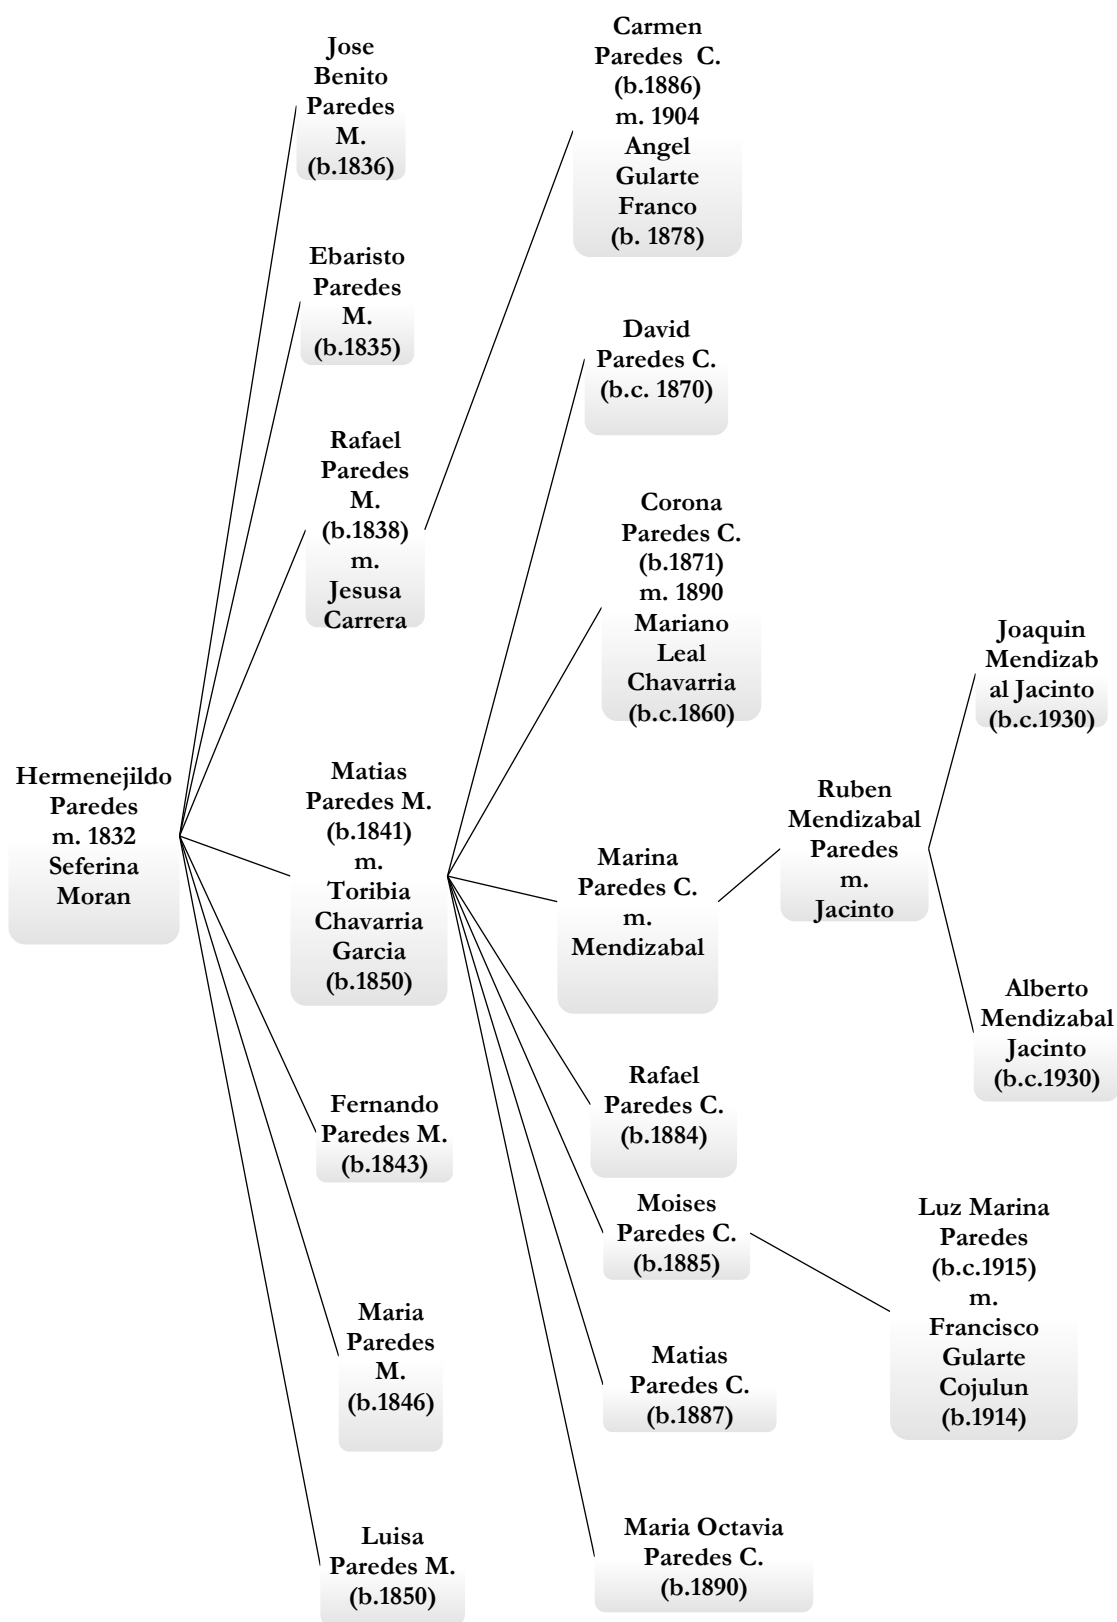 Hermenejildo
Paredes
m. 1832
Seferina
Moran
Jose
Benito
Paredes
M.
(b.1836)
Ebaristo
Paredes
M.
(b.1835)
Rafael
Paredes
M.
(b.1838)
m.
Jesusa
Carrera
Matias
Paredes M.
(b.1841)
m.
Toribia
Chavarria
Garcia
(b.1850)
Fernando
Paredes M.
(b.1843)
Maria
Paredes
M.
(b.1846)
Luisa
Paredes M.
(b.1850)
Carmen
Paredes C.
(b.1886)
m. 1904
Angel
Gularte
Franco
(b. 1878)
David
Paredes C.
(b.c. 1870)
Corona
Paredes C.
(b.1871)
m. 1890
Mariano
Leal
Chavarria
(b.c.1860)
Marina
Paredes C.
m.
Mendizabal
Rafael
Paredes C.
(b.1884)
Moises
Paredes C.
(b.1885)
Matias
Paredes C.
(b.1887)
Maria Octavia
Paredes C.
(b.1890)
Ruben
Mendizabal
Paredes
m.
Jacinto
Joaquin
Mendizab
al Jacinto
(b.c.1930)
Alberto
Mendizabal
Jacinto
(b.c.1930)
Luz Marina
Paredes
(b.c.1915)
m.
Francisco
Gularte
Cojulun
(b.1914)